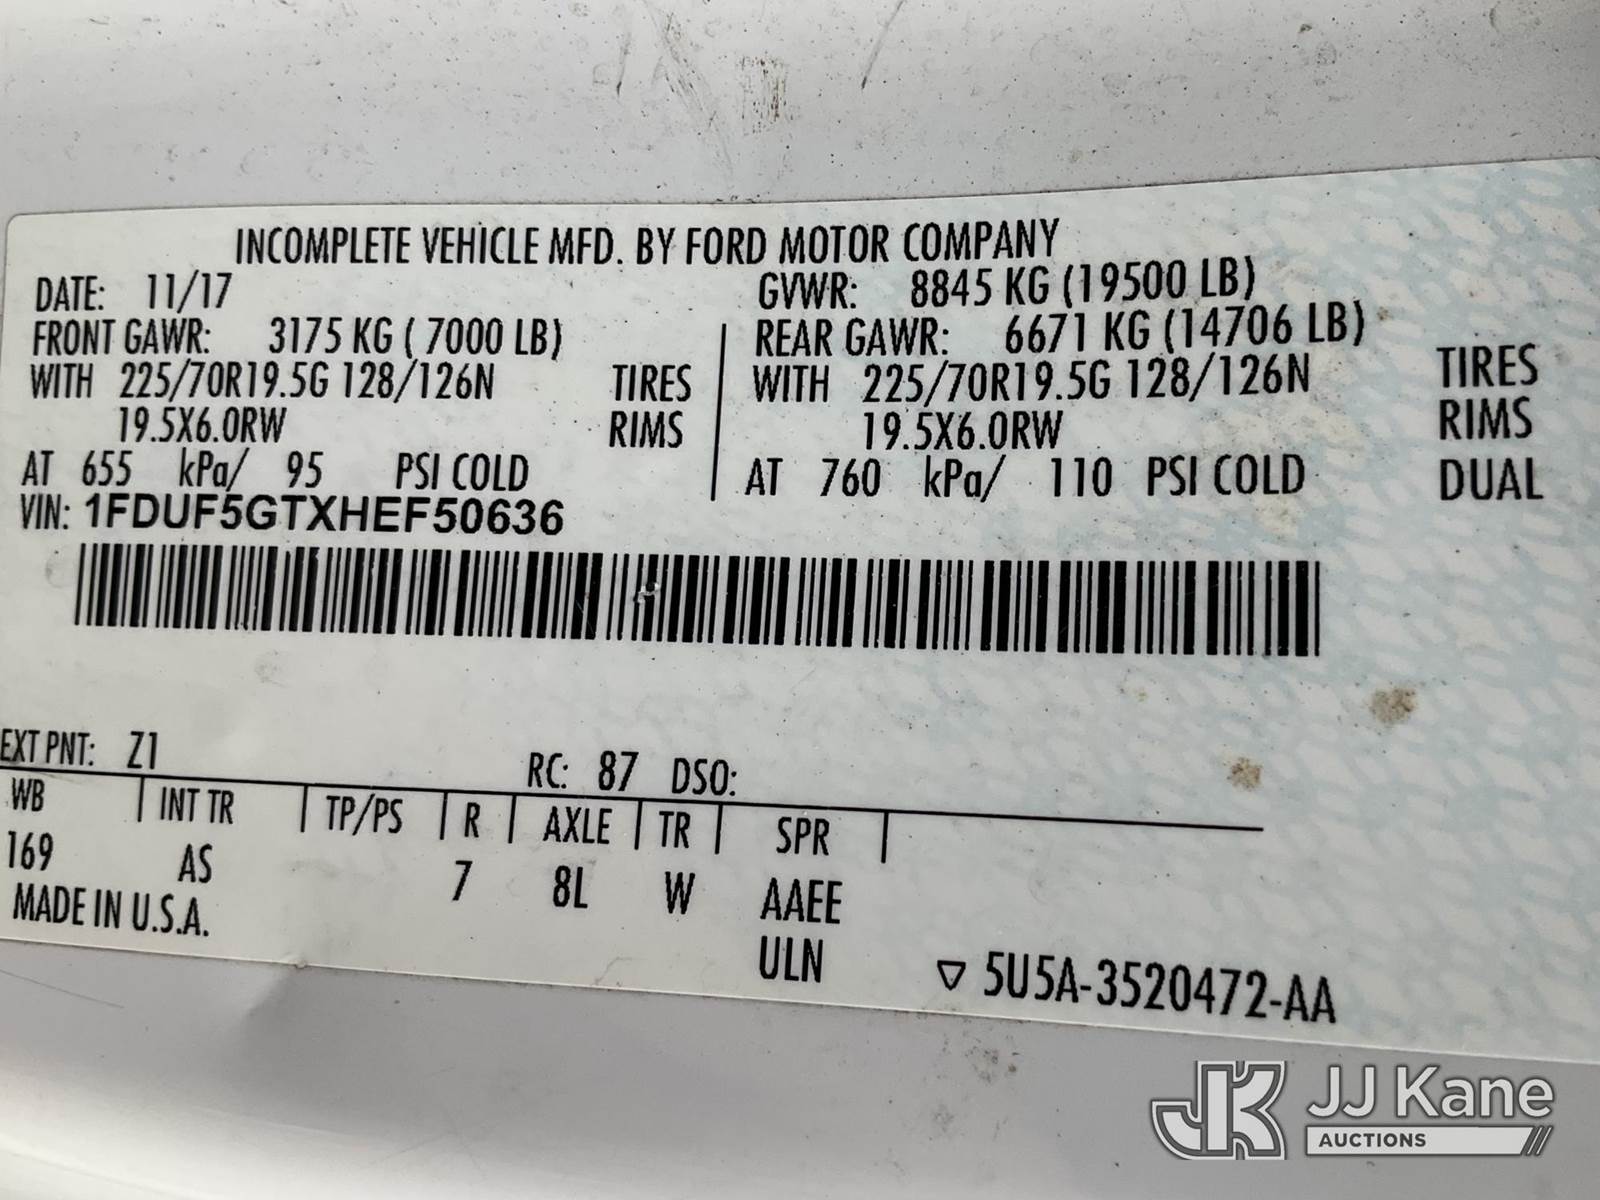 INCOMPLETE VEHICLE MFD. BY FORD MOTOR COMPANY
DATE: 11/17 GVWR: 8845 KG (19500 LB)
FRONT GAWR: 3175 KG ( 7000 LB) REAR GAWR: 6671 KG (14706 LB)
WITH 225/70R19.5G 128/126N TIRES WITH 225/70R19.5G 128/126N TIRES
19.5X6.0RW RIMS 19.5X6.0RW RIMS
AT 655 kPa/ 95 PSI COLD AT 760 kPa/ 110 PSI COLD DUAL
VIN: 1FDUF5GTXHEF50636
EXT PNT: Z1 RC: 87 DSO:
WB INT TR TP/PS R AXLE TR SPR
169 AS 7 8L W AAEE
MADE IN U.S.A. ULN
▽ 5U5A-3520472-AA
JK JJ Kane
AUCTIONS